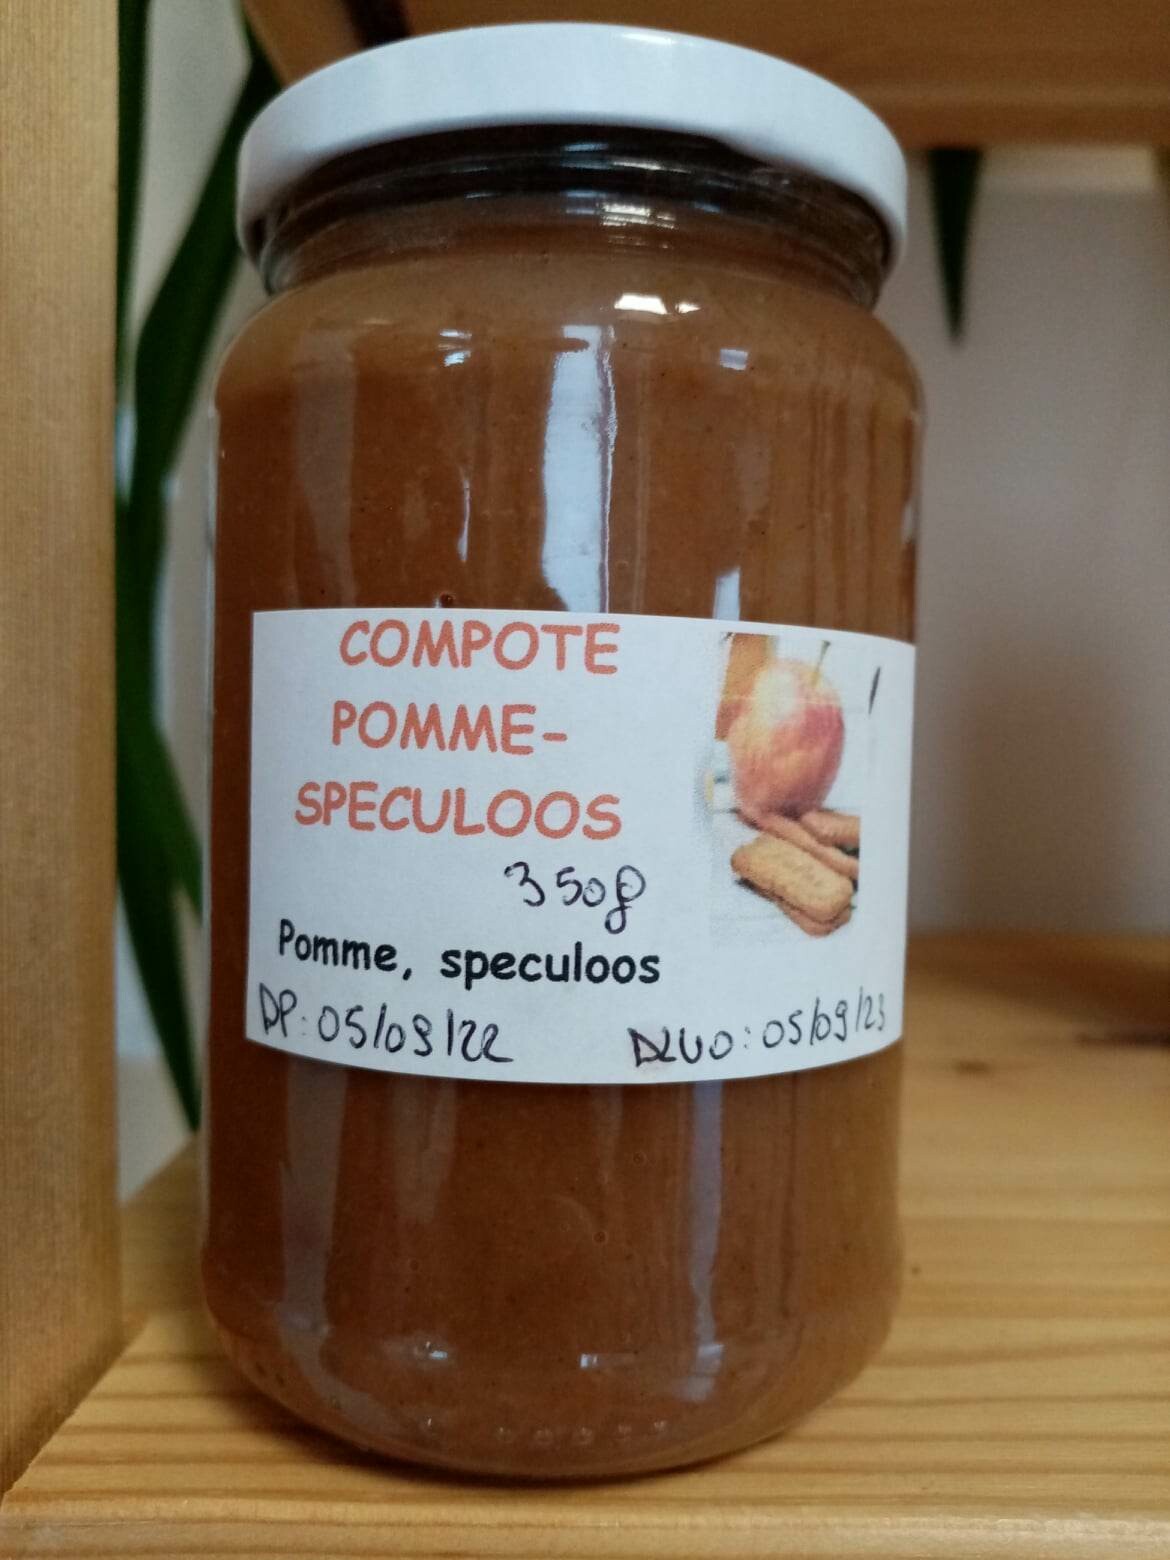 COMPOTE
POMME-
SPECULOOS
350g
Pomme, speculoos
DP: 05/09/22 DLUO: 05/09/23